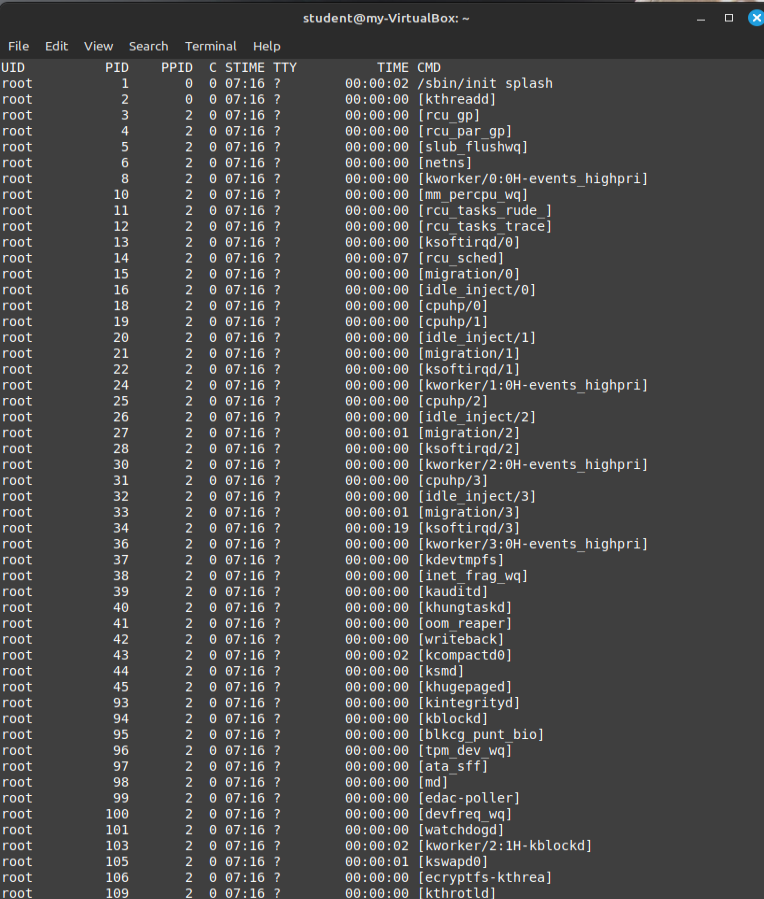 student@my-VirtualBox: ~
File Edit View Search Terminal Help
UID PID PPID C STIME TTY TIME CMD
root 1 0 0 07:16 ? 00:00:02 /sbin/init splash
root 2 0 0 07:16 ? 00:00:00 [kthreadd]
root 3 2 0 07:16 ? 00:00:00 [rcu_gp]
root 4 2 0 07:16 ? 00:00:00 [rcu_par_gp]
root 5 2 0 07:16 ? 00:00:00 [slub_flushwq]
root 6 2 0 07:16 ? 00:00:00 [netns]
root 8 2 0 07:16 ? 00:00:00 [kworker/0:0H-events_highpri]
root 10 2 0 07:16 ? 00:00:00 [mm_percpu_wq]
root 11 2 0 07:16 ? 00:00:00 [rcu_tasks_rude_]
root 12 2 0 07:16 ? 00:00:00 [rcu_tasks_trace]
root 13 2 0 07:16 ? 00:00:00 [ksoftirqd/0]
root 14 2 0 07:16 ? 00:00:07 [rcu_sched]
root 15 2 0 07:16 ? 00:00:00 [migration/0]
root 16 2 0 07:16 ? 00:00:00 [idle_inject/0]
root 18 2 0 07:16 ? 00:00:00 [cpuhp/0]
root 19 2 0 07:16 ? 00:00:00 [cpuhp/1]
root 20 2 0 07:16 ? 00:00:00 [idle_inject/1]
root 21 2 0 07:16 ? 00:00:00 [migration/1]
root 22 2 0 07:16 ? 00:00:00 [ksoftirqd/1]
root 24 2 0 07:16 ? 00:00:00 [kworker/1:0H-events_highpri]
root 25 2 0 07:16 ? 00:00:00 [cpuhp/2]
root 26 2 0 07:16 ? 00:00:00 [idle_inject/2]
root 27 2 0 07:16 ? 00:00:01 [migration/2]
root 28 2 0 07:16 ? 00:00:00 [ksoftirqd/2]
root 30 2 0 07:16 ? 00:00:00 [kworker/2:0H-events_highpri]
root 31 2 0 07:16 ? 00:00:00 [cpuhp/3]
root 32 2 0 07:16 ? 00:00:00 [idle_inject/3]
root 33 2 0 07:16 ? 00:00:01 [migration/3]
root 34 2 0 07:16 ? 00:00:19 [ksoftirqd/3]
root 36 2 0 07:16 ? 00:00:00 [kworker/3:0H-events_highpri]
root 37 2 0 07:16 ? 00:00:00 [kdevtmpfs]
root 38 2 0 07:16 ? 00:00:00 [inet_frag_wq]
root 39 2 0 07:16 ? 00:00:00 [kauditd]
root 40 2 0 07:16 ? 00:00:00 [khungtaskd]
root 41 2 0 07:16 ? 00:00:00 [oom_reaper]
root 42 2 0 07:16 ? 00:00:00 [writeback]
root 43 2 0 07:16 ? 00:00:02 [kcompactd0]
root 44 2 0 07:16 ? 00:00:00 [ksmd]
root 45 2 0 07:16 ? 00:00:00 [khugepaged]
root 93 2 0 07:16 ? 00:00:00 [kintegrityd]
root 94 2 0 07:16 ? 00:00:00 [kblockd]
root 95 2 0 07:16 ? 00:00:00 [blkcg_punt_bio]
root 96 2 0 07:16 ? 00:00:00 [tpm_dev_wq]
root 97 2 0 07:16 ? 00:00:00 [ata_sff]
root 98 2 0 07:16 ? 00:00:00 [md]
root 99 2 0 07:16 ? 00:00:00 [edac-poller]
root 100 2 0 07:16 ? 00:00:00 [devfreq_wq]
root 101 2 0 07:16 ? 00:00:00 [watchdogd]
root 103 2 0 07:16 ? 00:00:02 [kworker/2:1H-kblockd]
root 105 2 0 07:16 ? 00:00:01 [kswapd0]
root 106 2 0 07:16 ? 00:00:00 [ecryptfs-kthrea]
root 109 2 0 07:16 ? 00:00:00 [kthrotld]